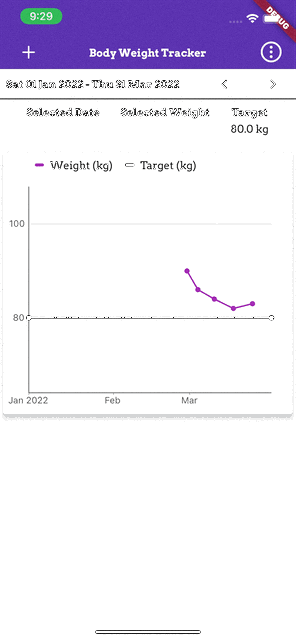 9:29
DEBUG
Body Weight Tracker
Sat 01 Jan 2022 - Thu 31 Mar 2022
Selected Date Selected Weight Target
80.0 kg
Weight (kg) Target (kg)
100
80
Jan 2022 Feb Mar